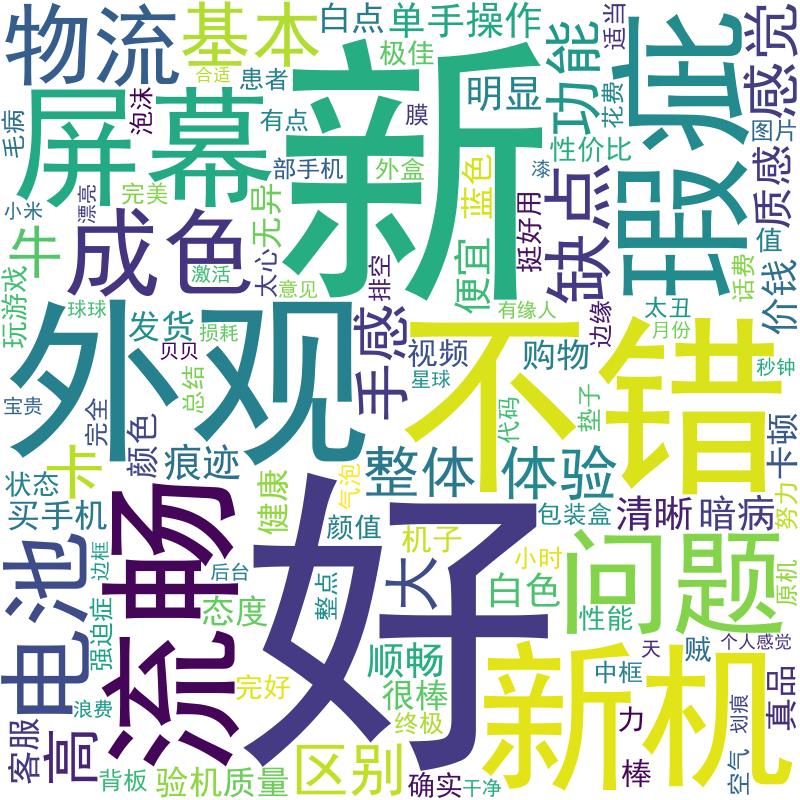 物流
基本
白点
单手操作
合适
患者
极佳
明显
功能
适当
瑕疵
感觉
毛病
泡沫
屏幕
有点
新
膜
花费
图片
部手机
外盒
性价比
质感
小米
漂亮
完美
无异
蓝色
漆
缺点
值
牛
成色
激活
太心
意见
排空
便宜
挺好用
话费
价钱
玩游戏
球球
发货
损耗
有缘人
边缘
太丑
月份
外观
贝贝
手感
视频
购物
不错
秒钟
宝贵
完全
总结
星球
代码
垫子
卡
颜色
痕迹
整体
体验
卡顿
状态
健康
气泡
买手机
流畅
颜值
机子
包装盒
清晰
暗病
努力
电池
边框
后台
整点
大
小时
白色
问题
原机
强迫症
态度
好
性能
顺畅
天
贼
个人感觉
浪费
完好
很棒
终极
新机
中框
力
真品
客服
高
划痕
背板
验机
质量
区别
确实
干净
棒
空气